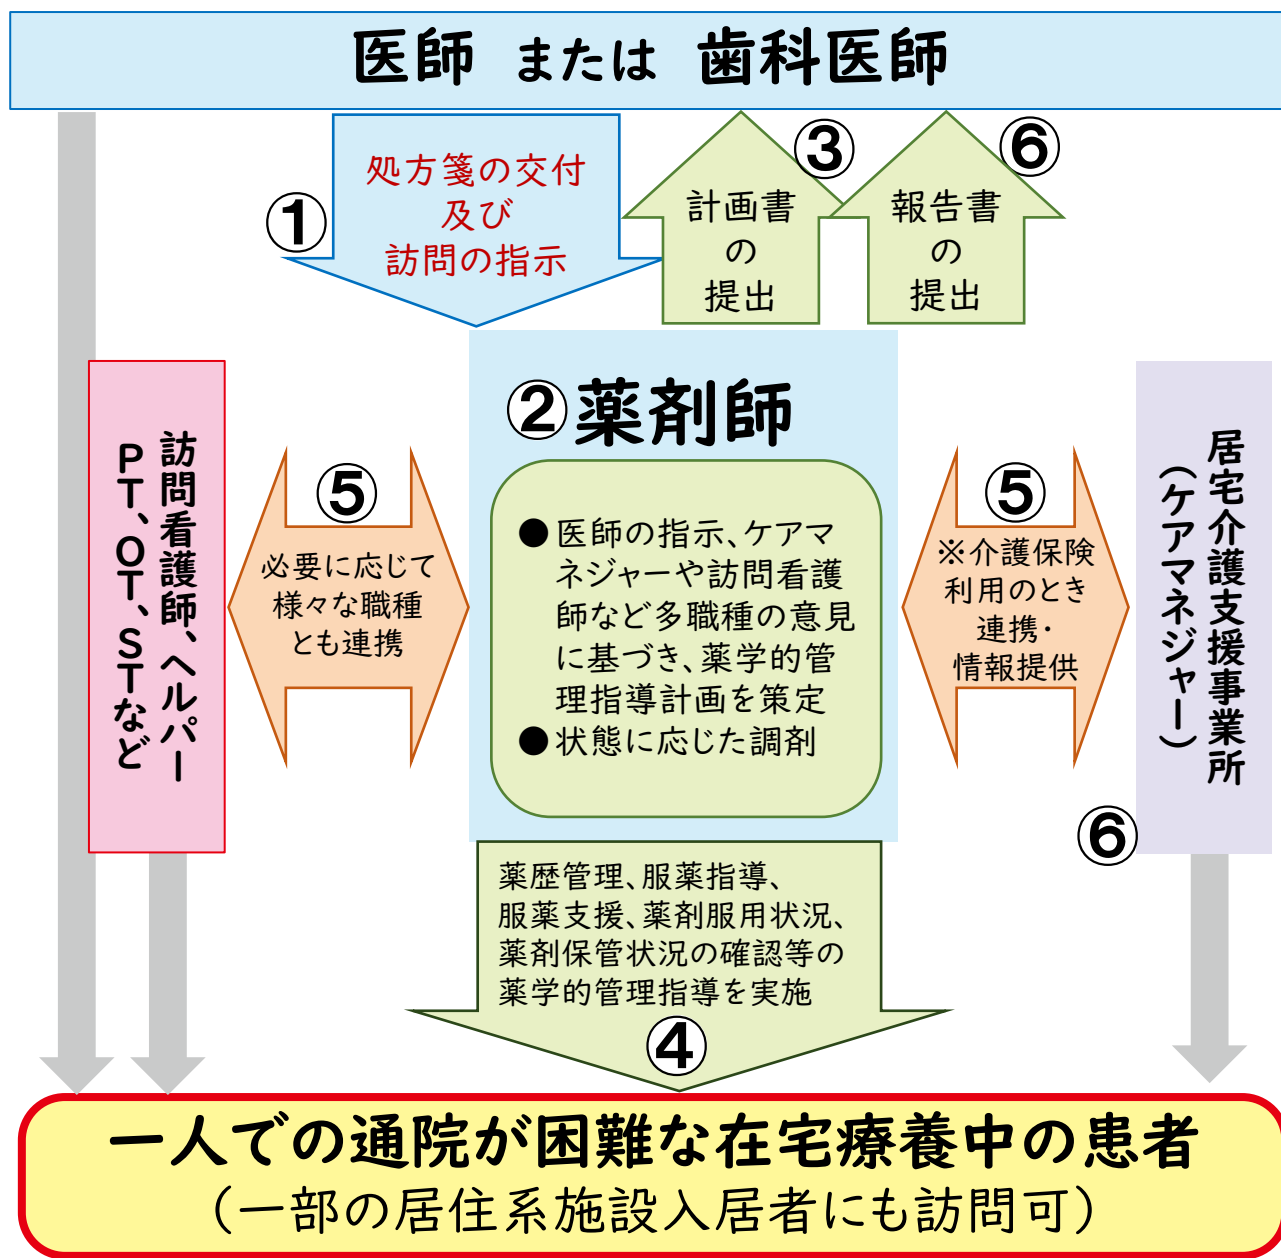 医師 または 歯科医師
①
処方箋の交付
及び
訪問の指示
③
計画書
の
提出
⑥
報告書
の
提出
②薬剤師
●医師の指示、ケアマ
ネジャーや訪問看護
師など多職種の意見
に基づき、薬学的管
理指導計画を策定
●状態に応じた調剤
訪問看護師、ヘルパー
PT、OT、STなど
⑤
必要に応じて
様々な職種
とも連携
⑤
※介護保険
利用のとき
連携・
情報提供
居宅介護支援事業所
（ケアマネジャー）
⑥
薬歴管理、服薬指導、
服薬支援、薬剤服用状況、
薬剤保管状況の確認等の
薬学的管理指導を実施
④
一人での通院が困難な在宅療養中の患者
（一部の居住系施設入居者にも訪問可）